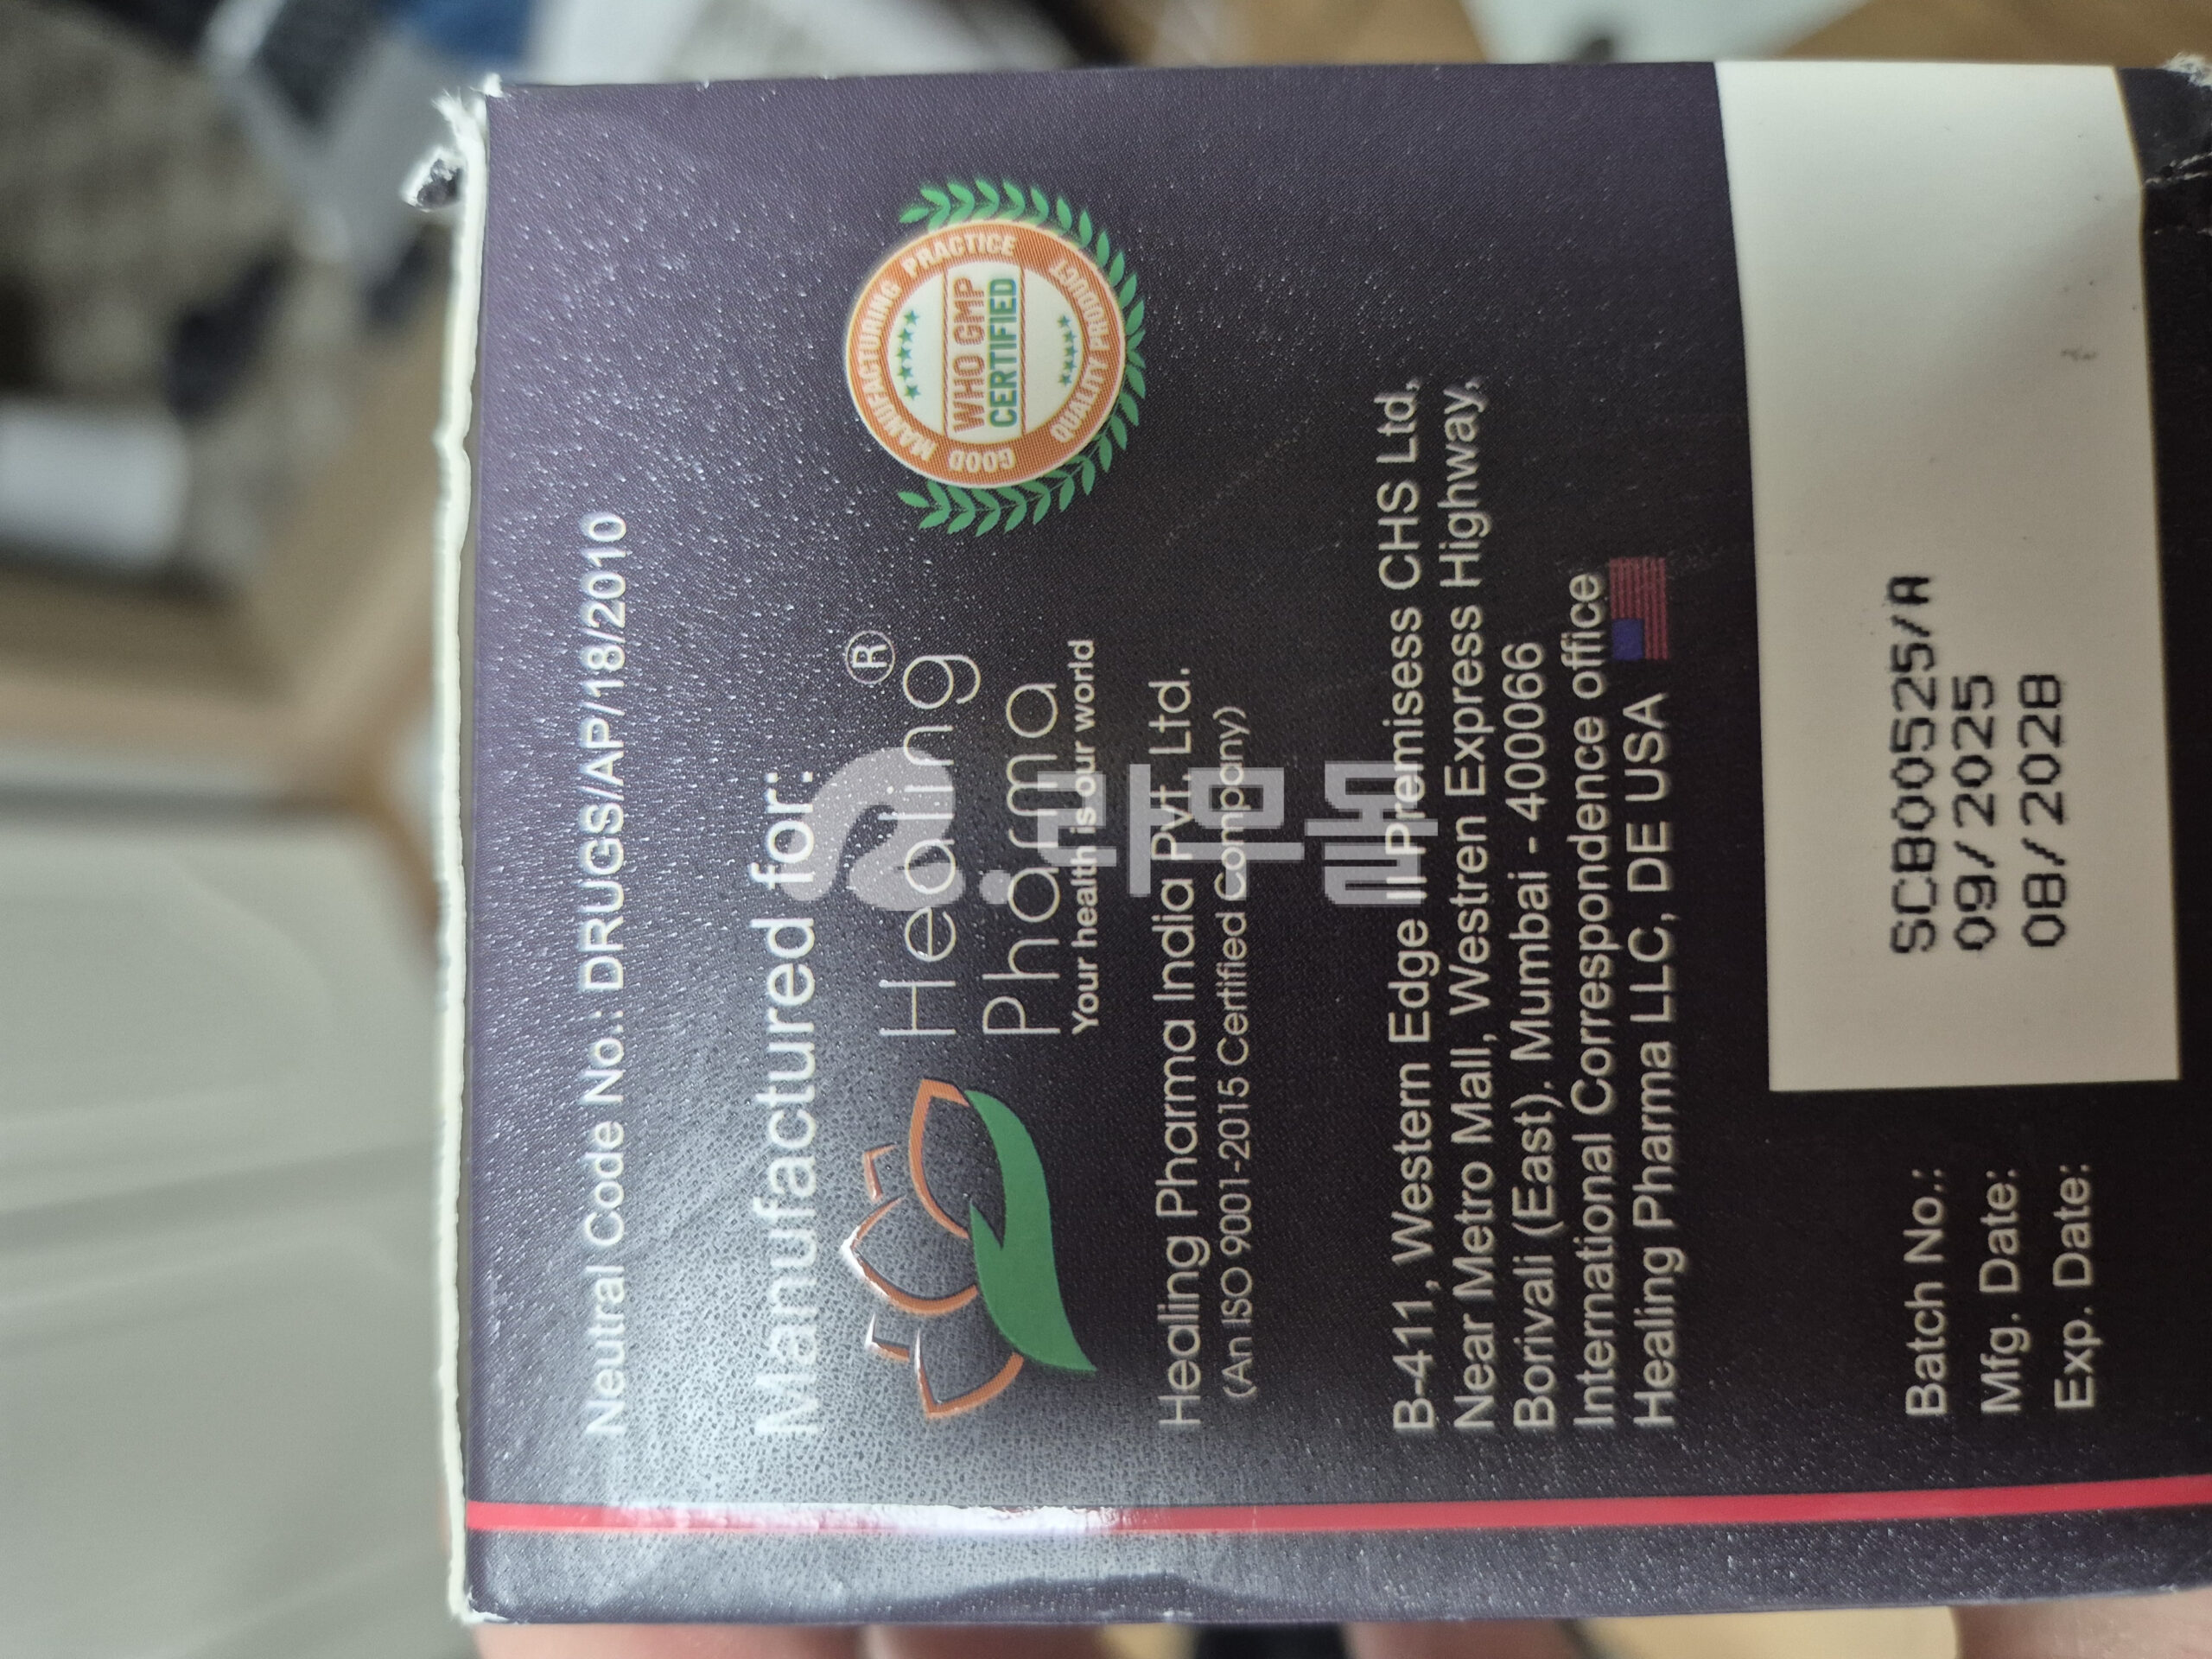 Neutral Code No.: DRUGS/AP/18/2010
Manufactured for:
Healing®
Pharma
Your health is our world
Healing Pharma India Pvt. Ltd.
(An ISO 9001-2015 Certified Company)
GOOD MANUFACTURING PRACTICE
WHO GMP
CERTIFIED
QUALITY PRODUCT
B-411, Western Edge II Premisess CHS Ltd,
Near Metro Mall, Westren Express Highway,
Borivali (East). Mumbai - 400066
International Correspondence office
Healing Pharma LLC, DE USA
Batch No.: SCB00525/A
Mfg. Date: 09/2025
Exp. Date: 08/2028
라무몰